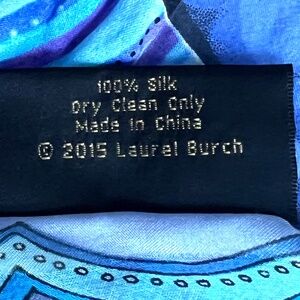 100% Silk
Dry Clean Only
Made in China
© 2015 Laurel Burch